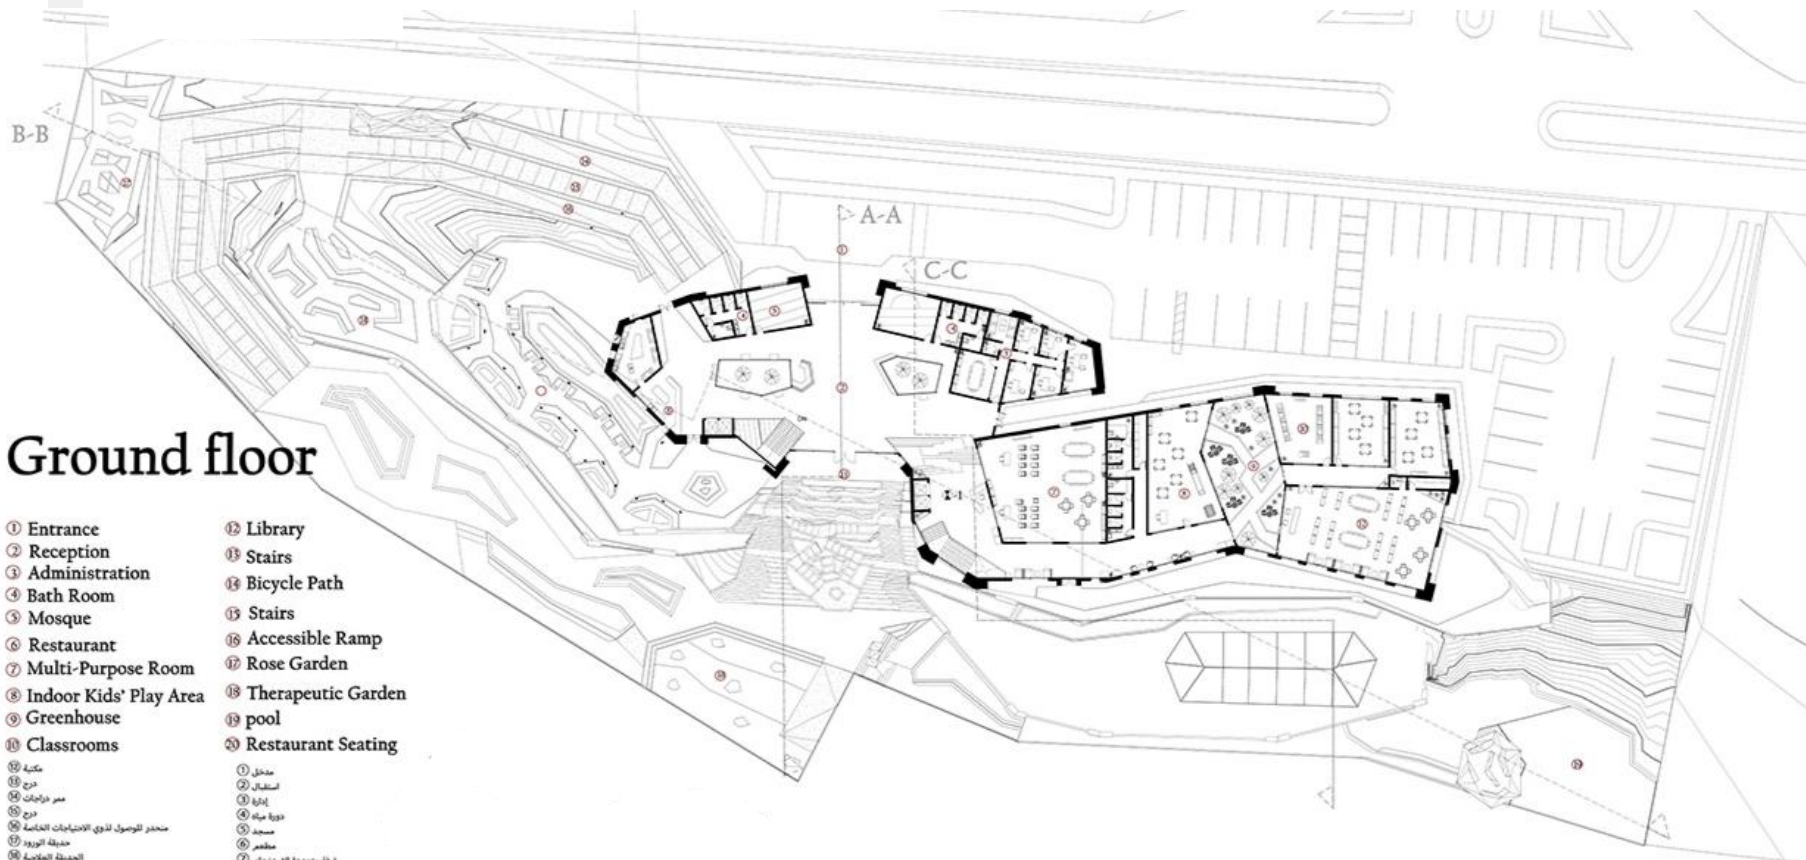 B-B
A-A
C-C
Ground floor
① Entrance
② Reception
③ Administration
④ Bath Room
⑤ Mosque
⑥ Restaurant
⑦ Multi-Purpose Room
⑧ Indoor Kids' Play Area
⑨ Greenhouse
⑩ Classrooms
⑫ Library
⑬ Stairs
⑭ Bicycle Path
⑮ Stairs
⑯ Accessible Ramp
⑰ Rose Garden
⑱ Therapeutic Garden
⑲ pool
⑳ Restaurant Seating
⑫ مكتبة
⑬ درج
⑭ ممر دراجات
⑮ درج
⑯ منحدر للوصول لذوي الاحتياجات الخاصة
⑰ حديقة الورود
⑱ الحديقة العلاجية
① مدخل
② استقبال
③ إدارة
④ دورة مياه
⑤ مسجد
⑥ مطعم